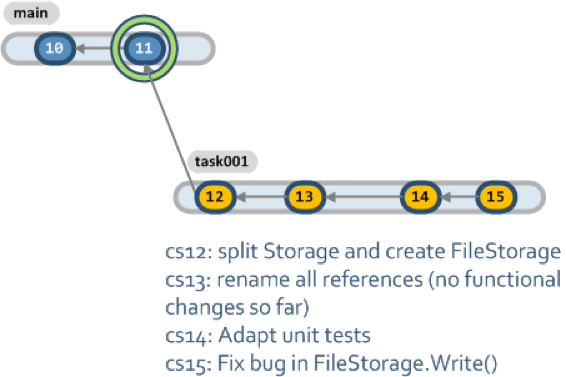 main
10 11
task001
12 13 14 15
cs12: split Storage and create FileStorage
cs13: rename all references (no functional
changes so far)
cs14: Adapt unit tests
cs15: Fix bug in FileStorage.Write()